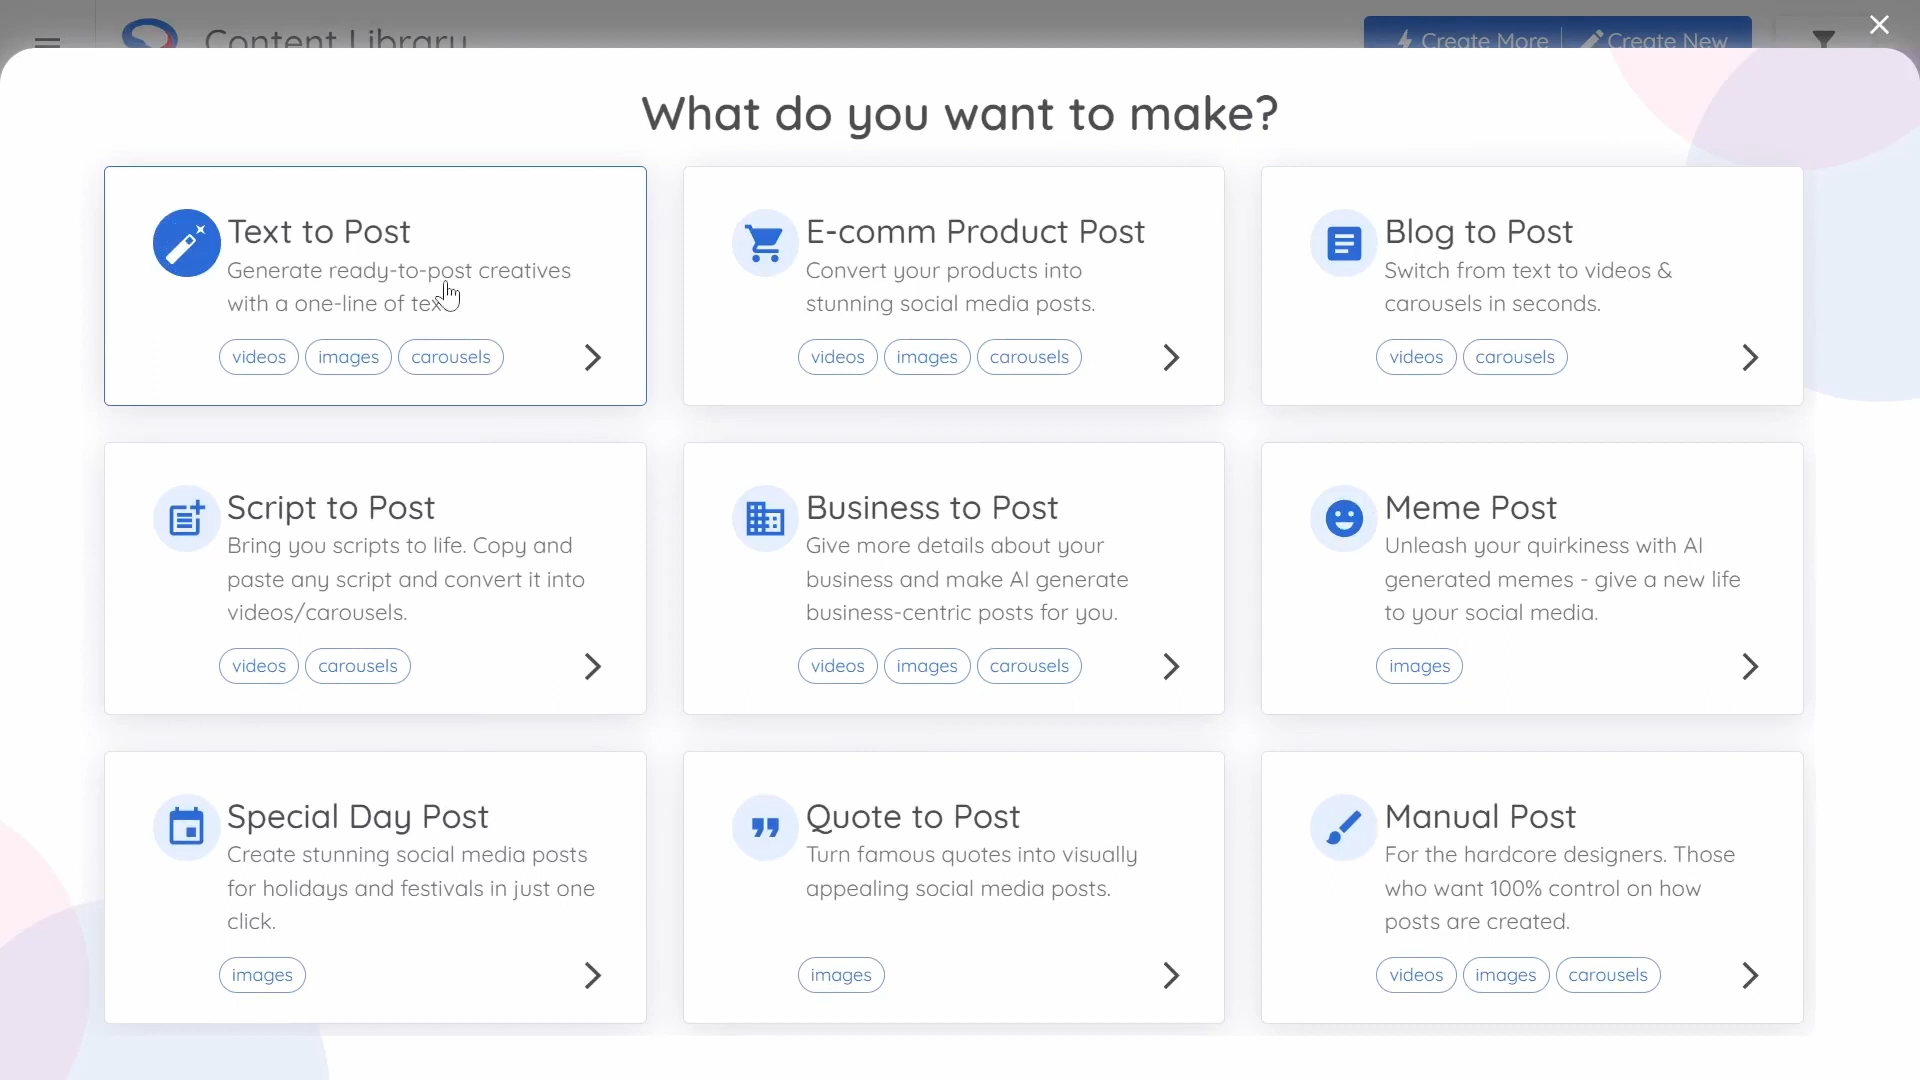 Content Library
Create More
Create New
What do you want to make?
Text to Post
Generate ready-to-post creatives
with a one-line of tex
videos
images
carousels
E-comm Product Post
Convert your products into
stunning social media posts.
videos
images
carousels
Blog to Post
Switch from text to videos &
carousels in seconds.
videos
carousels
Script to Post
Bring you scripts to life. Copy and
paste any script and convert it into
videos/carousels.
videos
carousels
Business to Post
Give more details about your
business and make AI generate
business-centric posts for you.
videos
images
carousels
Meme Post
Unleash your quirkiness with AI
generated memes - give a new life
to your social media.
images
Special Day Post
Create stunning social media posts
for holidays and festivals in just one
click.
images
Quote to Post
Turn famous quotes into visually
appealing social media posts.
images
Manual Post
For the hardcore designers. Those
who want 100% control on how
posts are created.
videos
images
carousels